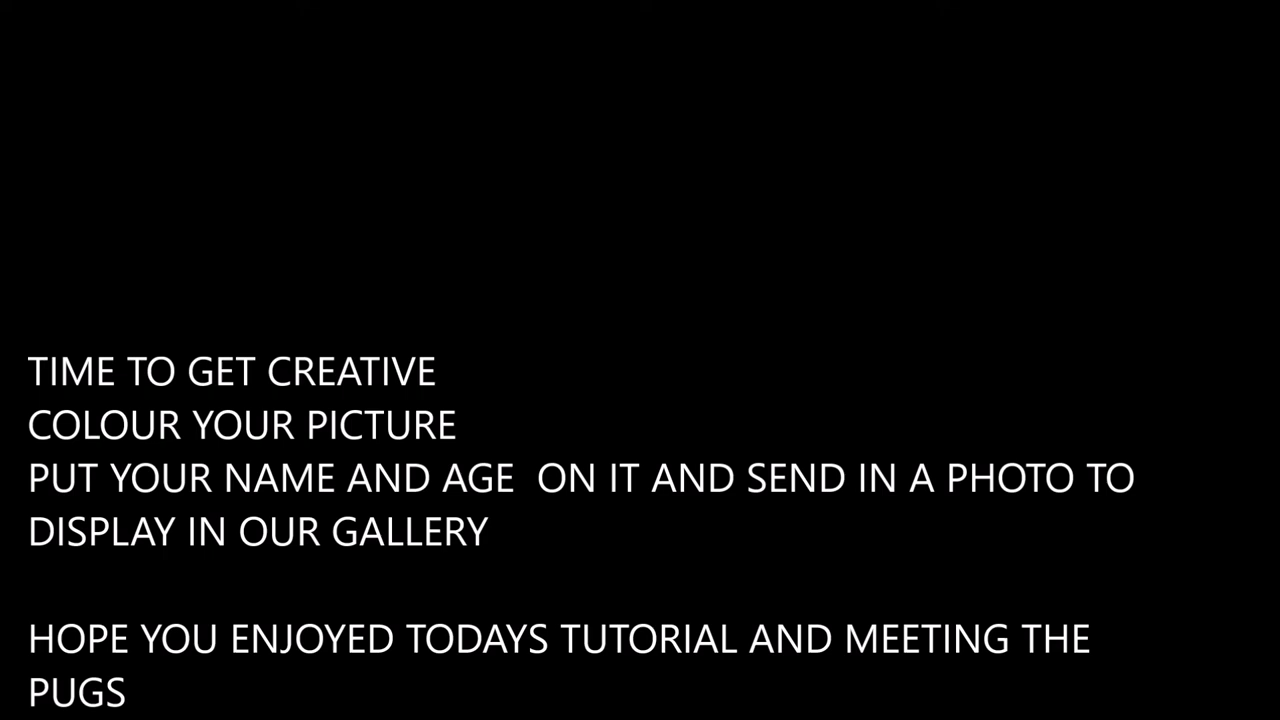 TIME TO GET CREATIVE
COLOUR YOUR PICTURE
PUT YOUR NAME AND AGE  ON IT AND SEND IN A PHOTO TO
DISPLAY IN OUR GALLERY
HOPE YOU ENJOYED TODAYS TUTORIAL AND MEETING THE
PUGS